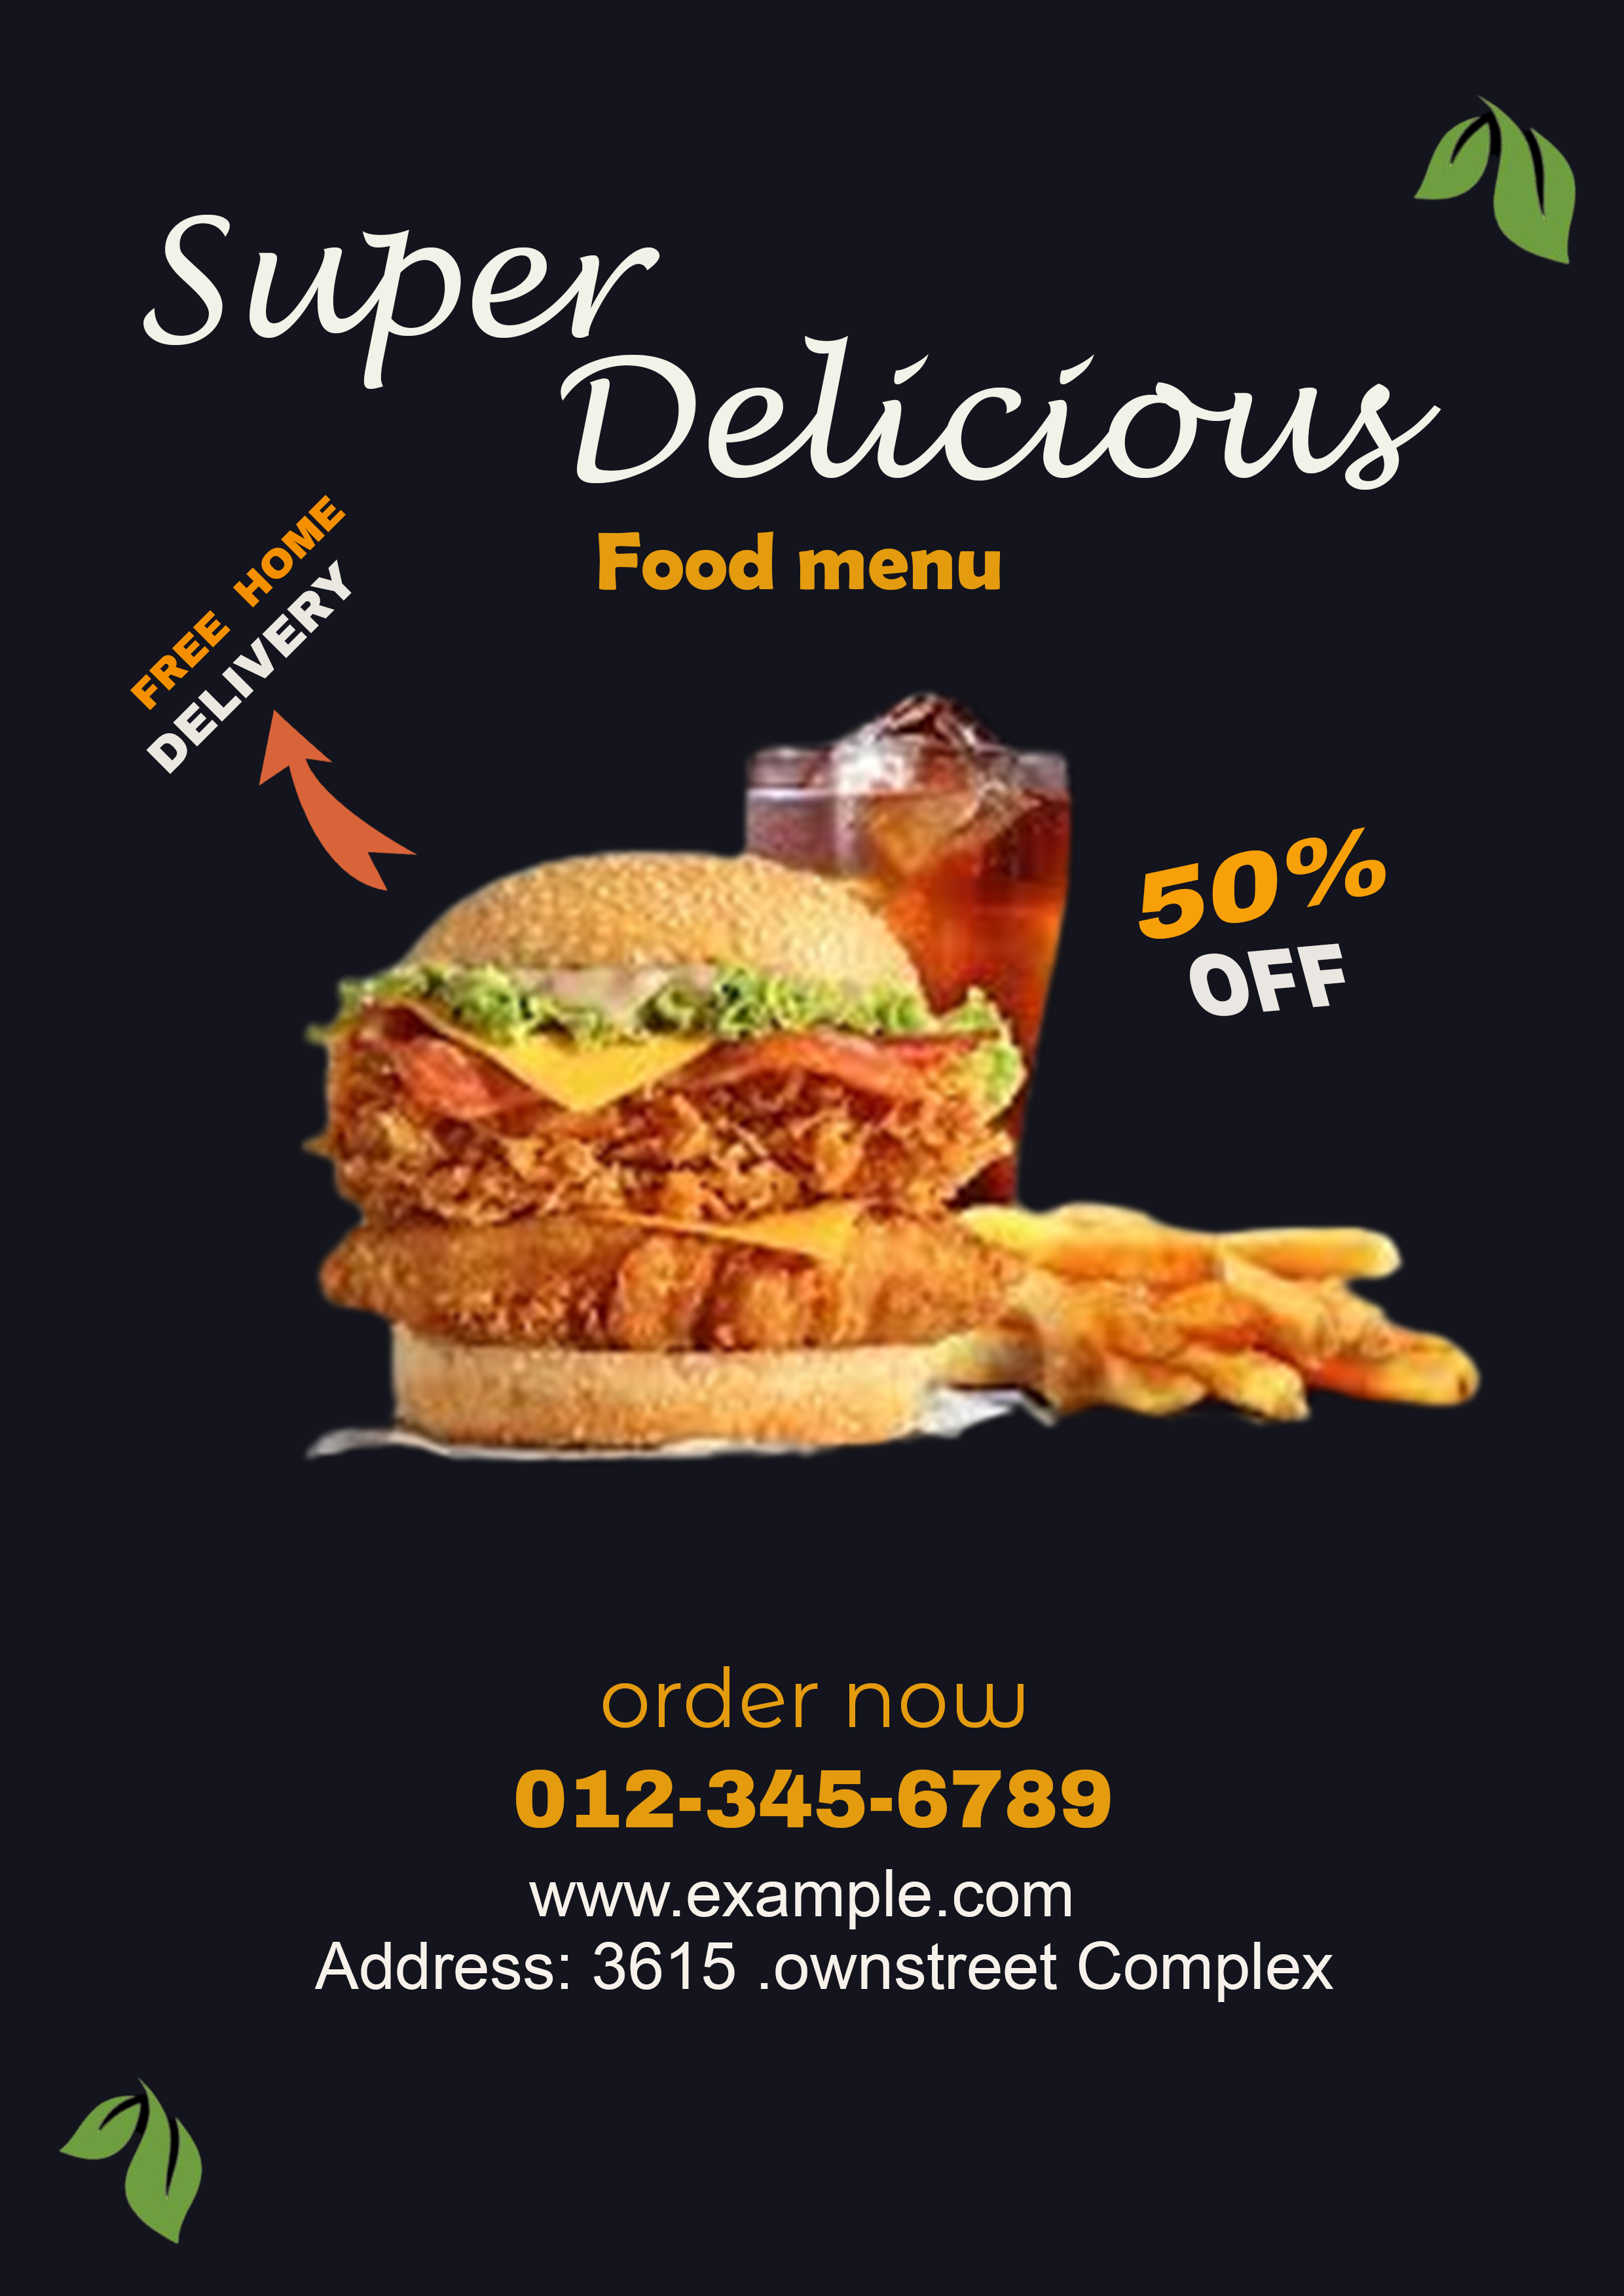 Super
Delicious
Food menu
FREE HOME
DELIVERY
50%
OFF
order now
012-345-6789
www.example.com
Address: 3615 .ownstreet Complex